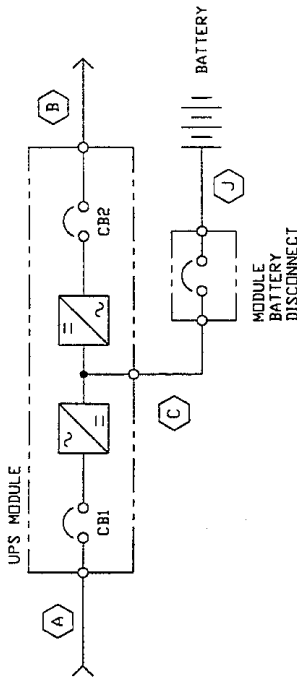 UPS MODULE
A
CB1
CB2
B
C
MODULE
BATTERY
DISCONNECT
J
BATTERY